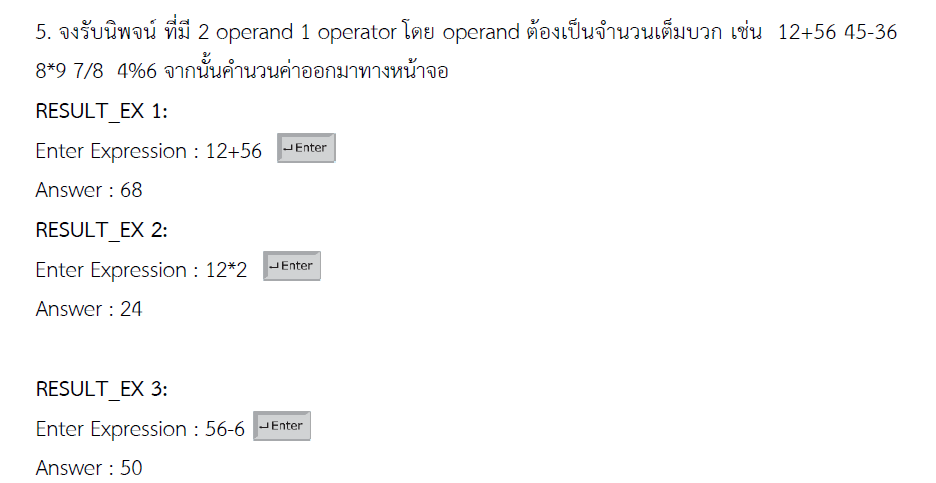 5. จงรับนิพจน์ ที่มี 2 operand 1 operator โดย operand ต้องเป็นจำนวนเต็มบวก เช่น 12+56 45-36
8*9 7/8 4%6 จากนั้นคำนวนค่าออกมาทางหน้าจอ
RESULT_EX 1:
Enter Expression : 12+56 ↵Enter
Answer : 68
RESULT_EX 2:
Enter Expression : 12*2 ↵Enter
Answer : 24
RESULT_EX 3:
Enter Expression : 56-6 ↵Enter
Answer : 50